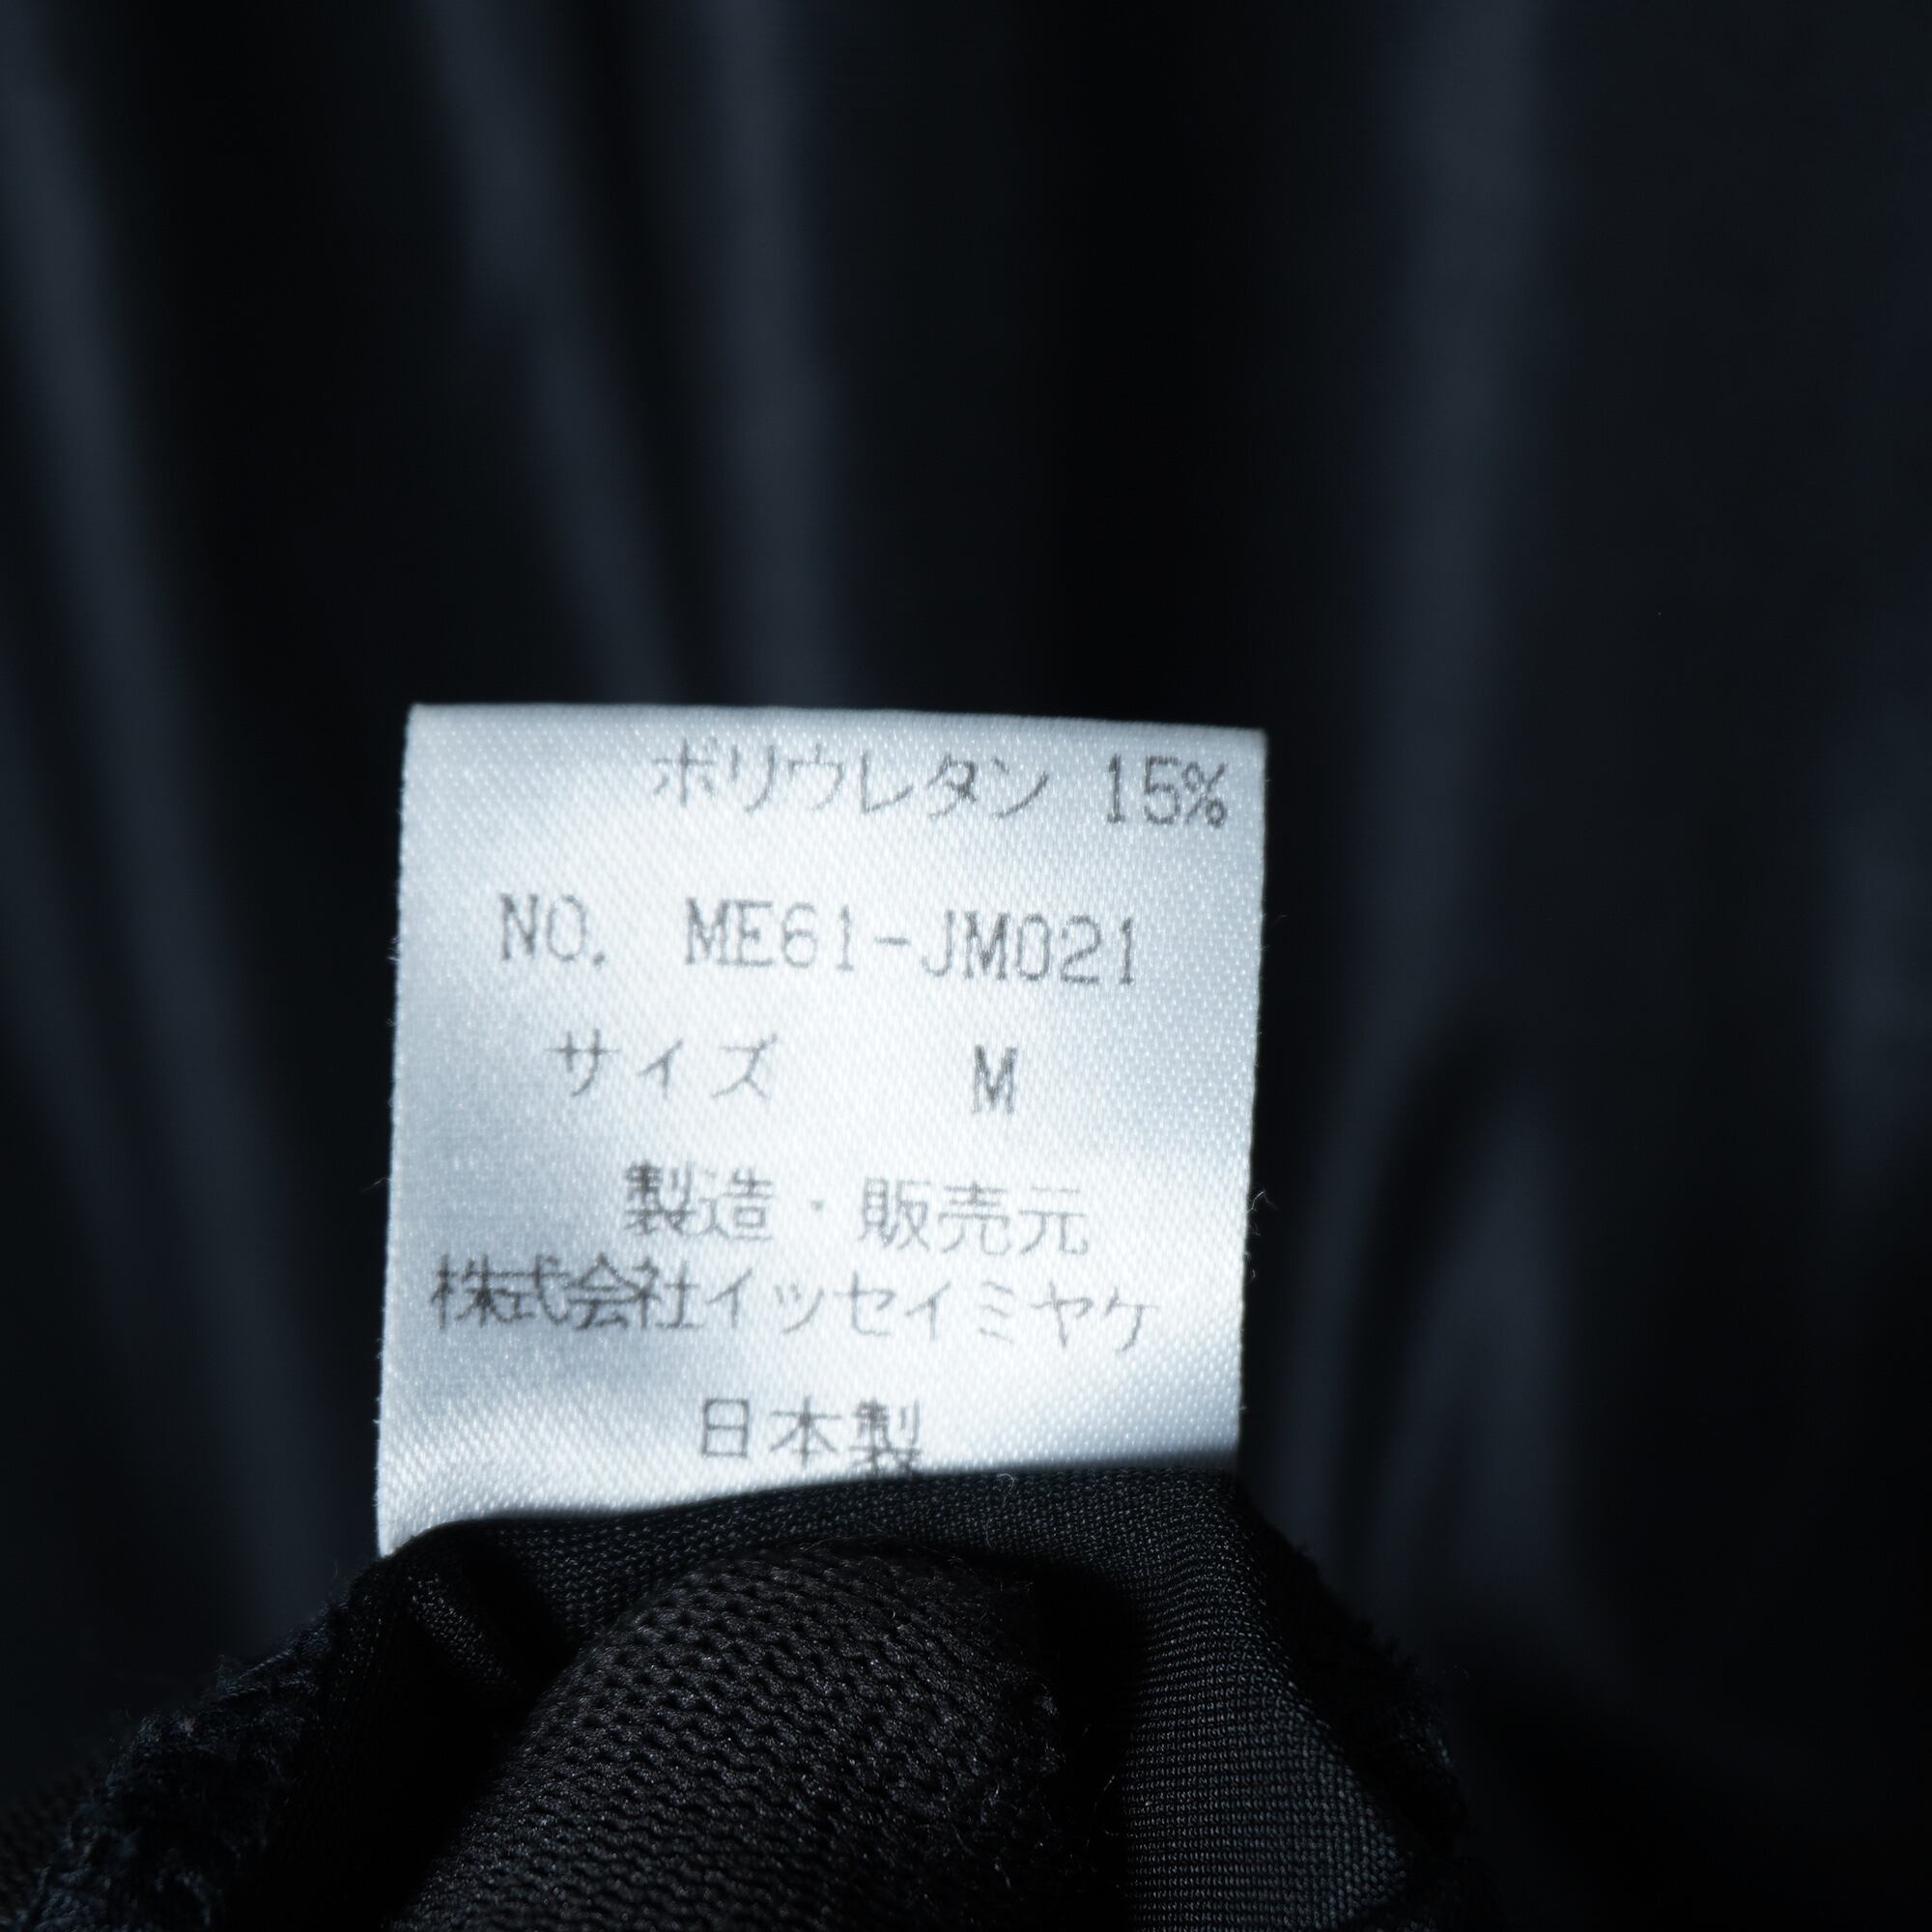 ポリウレタン 15%
NO. ME61-JM021
サイズ M
製造・販売元
株式会社イッセイミヤケ
日本製